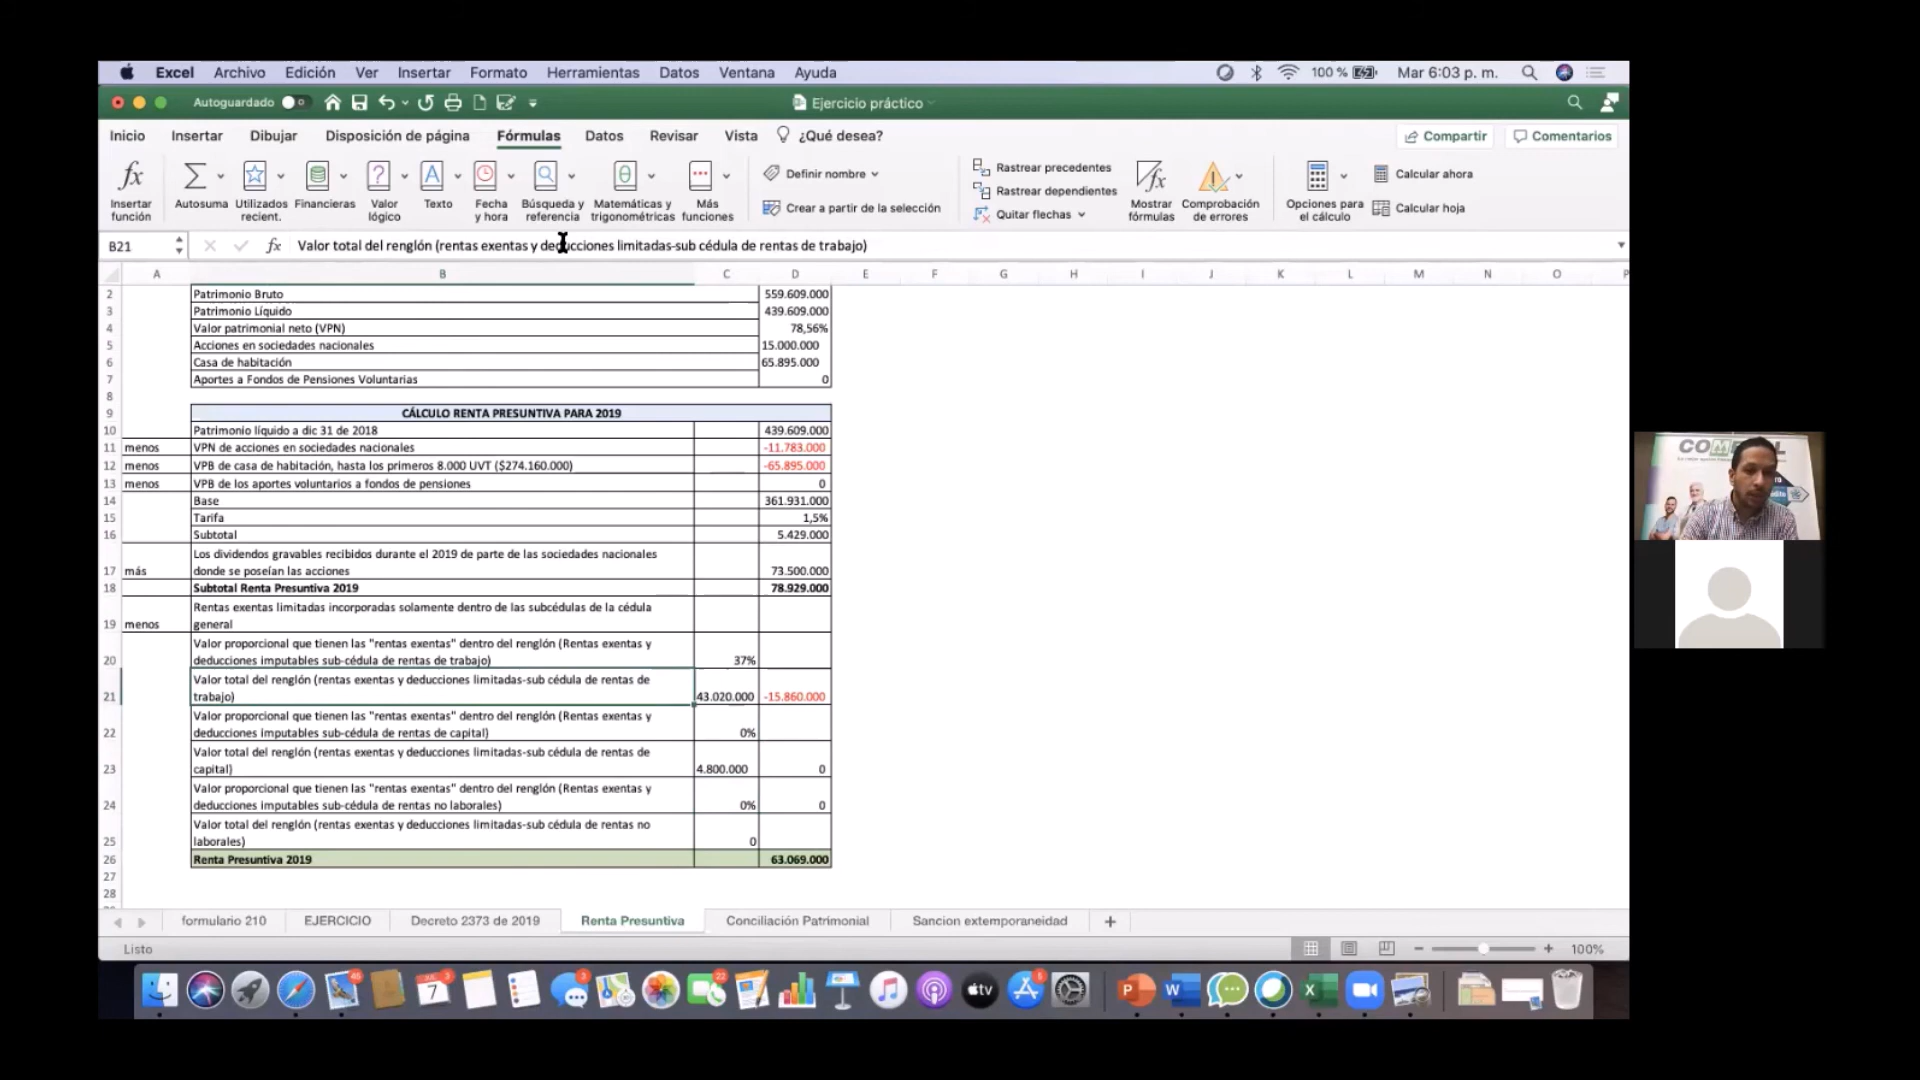 Excel Archivo Edición Ver Insertar Formato Herramientas Datos Ventana Ayuda 100 % Mar 6:03 p. m.
Autoguardado Ejercicio práctico
Inicio Insertar Dibujar Disposición de página Fórmulas Datos Revisar Vista ¿Qué desea? Compartir Comentarios
Insertar función
Autosuma
Utilizados recient.
Financieras
Valor lógico
Texto
Fecha y hora
Búsqueda y referencia
Matemáticas y trigonométricas
Más funciones
Definir nombre
Crear a partir de la selección
Rastrear precedentes
Rastrear dependientes
Quitar flechas
Mostrar fórmulas
Comprobación de errores
Opciones para el cálculo
Calcular ahora
Calcular hoja
B21 fx Valor total del renglón (rentas exentas y deducciones limitadas-sub cédula de rentas de trabajo)
A B C D E F G H I J K L M N O P
2 Patrimonio Bruto 559.609.000
3 Patrimonio Líquido 439.609.000
4 Valor patrimonial neto (VPN) 78,56%
5 Acciones en sociedades nacionales 15.000.000
6 Casa de habitación 65.895.000
7 Aportes a Fondos de Pensiones Voluntarias 0
8
9 CÁLCULO RENTA PRESUNTIVA PARA 2019
10 Patrimonio líquido a dic 31 de 2018 439.609.000
11 menos VPN de acciones en sociedades nacionales -11.783.000
12 menos VPB de casa de habitación, hasta los primeros 8.000 UVT ($274.160.000) -65.895.000
13 menos VPB de los aportes voluntarios a fondos de pensiones 0
14 Base 361.931.000
15 Tarifa 1,5%
16 Subtotal 5.429.000
Los dividendos gravables recibidos durante el 2019 de parte de las sociedades nacionales
17 más donde se poseían las acciones 73.500.000
18 Subtotal Renta Presuntiva 2019 78.929.000
Rentas exentas limitadas incorporadas solamente dentro de las subcédulas de la cédula
19 menos general
Valor proporcional que tienen las "rentas exentas" dentro del renglón (Rentas exentas y
20 deducciones imputables sub-cédula de rentas de trabajo) 37%
Valor total del renglón (rentas exentas y deducciones limitadas-sub cédula de rentas de
21 trabajo) 43.020.000 -15.860.000
Valor proporcional que tienen las "rentas exentas" dentro del renglón (Rentas exentas y
22 deducciones imputables sub-cédula de rentas de capital) 0%
Valor total del renglón (rentas exentas y deducciones limitadas-sub cédula de rentas de
23 capital) 4.800.000 0
Valor proporcional que tienen las "rentas exentas" dentro del renglón (Rentas exentas y
24 deducciones imputables sub-cédula de rentas no laborales) 0% 0
Valor total del renglón (rentas exentas y deducciones limitadas-sub cédula de rentas no
25 laborales) 0
26 Renta Presuntiva 2019 63.069.000
27
28
formulario 210 EJERCICIO Decreto 2373 de 2019 Renta Presuntiva Conciliación Patrimonial Sancion extemporaneidad +
Listo 100%
7 tv P W X